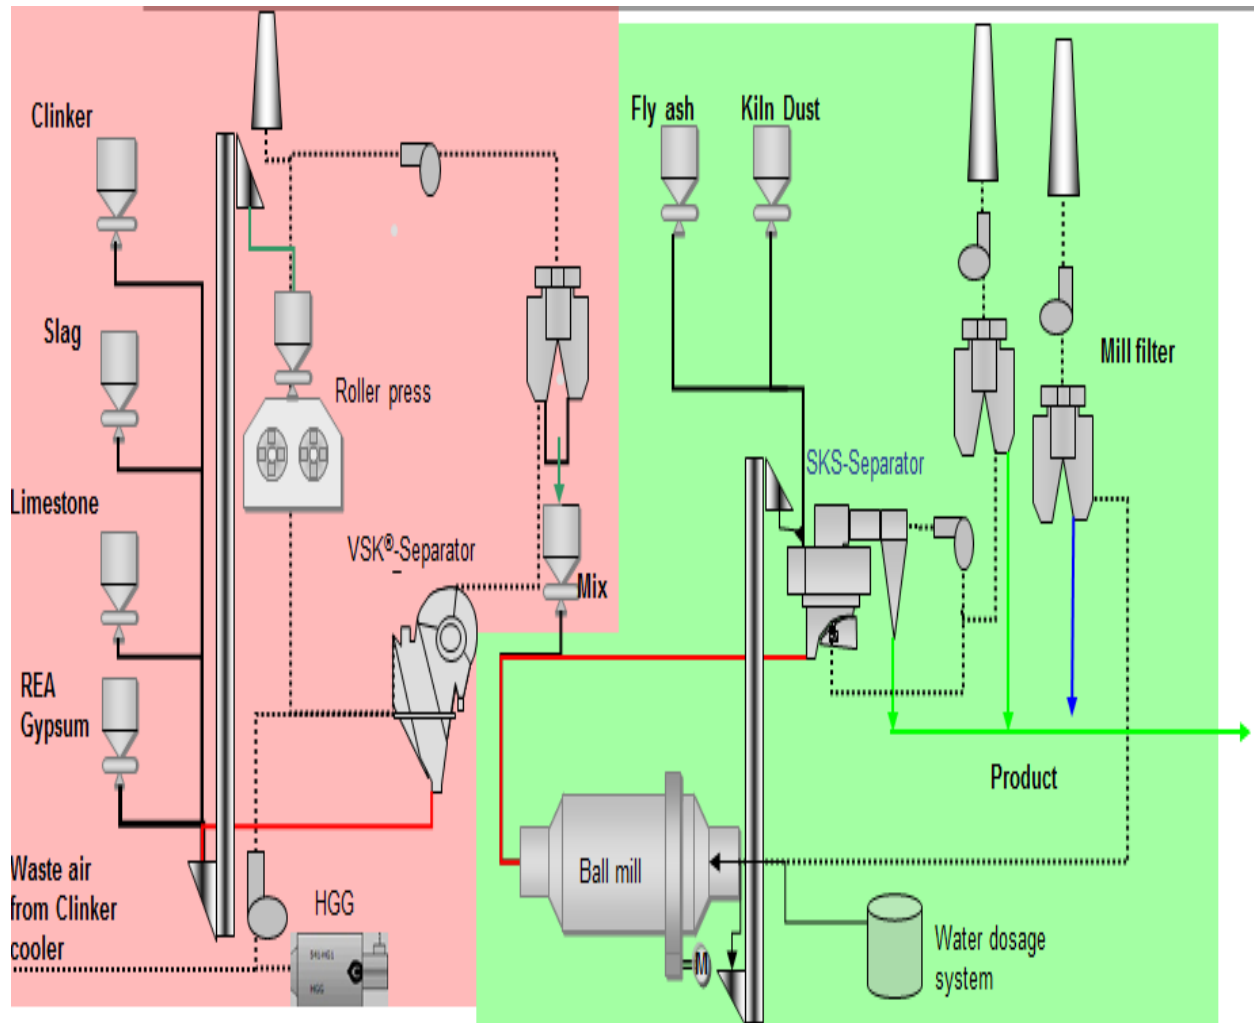 Clinker
Fly ash
Kiln Dust
Slag
Roller press
Mill filter
Limestone
SKS-Separator
VSK®-Separator
Mix
REA
Gypsum
Product
Waste air
from Clinker
cooler
HGG
Ball mill
Water dosage
system
M
HGG